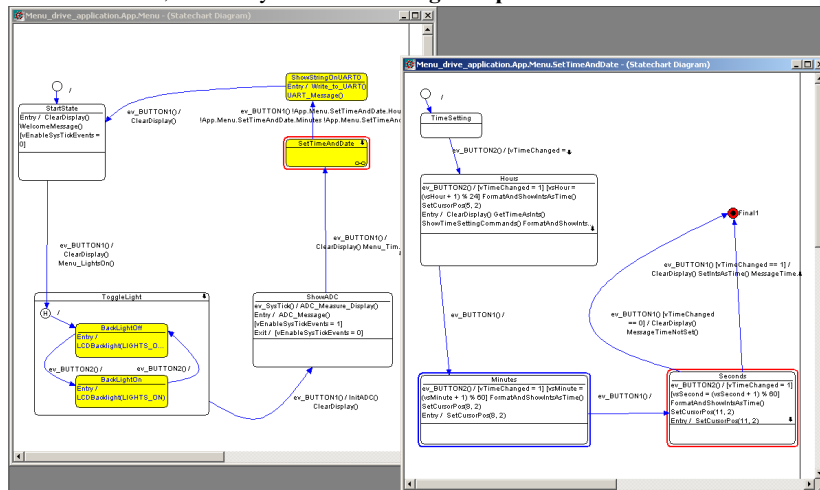 Menu_drive_application.App.Menu - (Statechart Diagram)
/
StartState
Entry / ClearDisplay()
WelcomeMessage()
[vEnableSysTickEvents =
0]
ev_BUTTON1() /
ClearDisplay()
ShowStringOnUART0
Entry / Write_to_UART()
UART_Message()
ev_BUTTON1() !App.Menu.SetTimeAndDate.Hou
!App.Menu.SetTimeAndDate.Minutes !App.Menu.SetTimeAn
SetTimeAndDate
ev_BUTTON1() /
ClearDisplay() Menu_Tim..
ev_BUTTON1() /
ClearDisplay()
Menu_LightsOn()
ToggleLight
H
/
BackLightOff
Entry /
LCDBacklight(LIGHTS_O...
ev_BUTTON2() /
ev_BUTTON2() /
BackLightOn
Entry /
LCDBacklight(LIGHTS_ON)
ShowADC
ev_SysTick() / ADC_Measure_Display()
Entry / ADC_Message()
[vEnableSysTickEvents = 1]
Exit / [vEnableSysTickEvents = 0]
ev_BUTTON1() / InitADC()
ClearDisplay()
Menu_drive_application.App.Menu.SetTimeAndDate - (Statechart Diagram)
/
TimeSetting
ev_BUTTON2() / [vTimeChanged =
Hours
ev_BUTTON2() / [vTimeChanged = 1] [vsHour =
(vsHour + 1) % 24] FormatAndShowIntsAsTime()
SetCursorPos(5, 2)
Entry / ClearDisplay() GetTimeAsInts()
ShowTimeSettingCommands() FormatAndShowInts..
Final1
ev_BUTTON1() [vTimeChanged == 1] /
ClearDisplay() SetIntsAsTime() MessageTime.
ev_BUTTON1() /
ev_BUTTON1() [vTimeChanged
== 0] / ClearDisplay()
MessageTimeNotSet()
Minutes
ev_BUTTON2() / [vTimeChanged = 1] [vsMinute =
(vsMinute + 1) % 60] FormatAndShowIntsAsTime()
SetCursorPos(8, 2)
Entry / SetCursorPos(8, 2)
ev_BUTTON1() /
Seconds
ev_BUTTON2() / [vTimeChanged = 1]
[vsSecond = (vsSecond + 1) % 60]
FormatAndShowIntsAsTime()
SetCursorPos(11, 2)
Entry / SetCursorPos(11, 2)